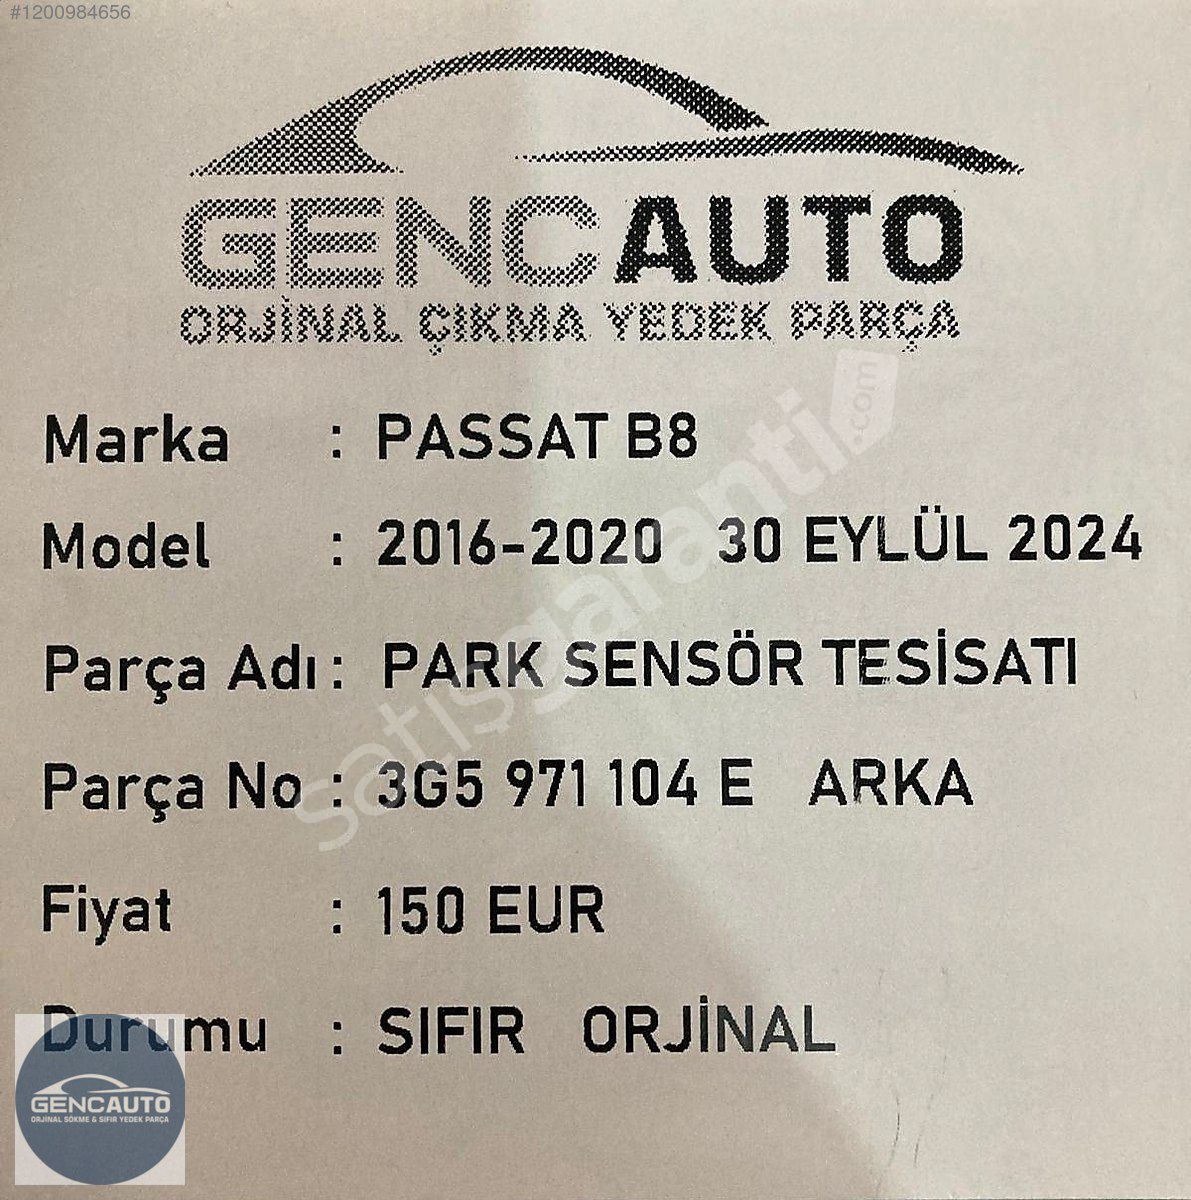 #1200984656
GENCAUTO
ORJİNAL ÇIKMA YEDEK PARÇA
Marka : PASSAT B8
Model : 2016-2020 30 EYLÜL 2024
Parça Adı : PARK SENSÖR TESİSATI
Parça No : 3G5 971 104 E ARKA
Fiyat : 150 EUR
Durumu : SIFIR ORJİNAL
satışgaranti.com
GENCAUTO
ORJINAL SÖKME & SIFIR YEDEK PARÇA